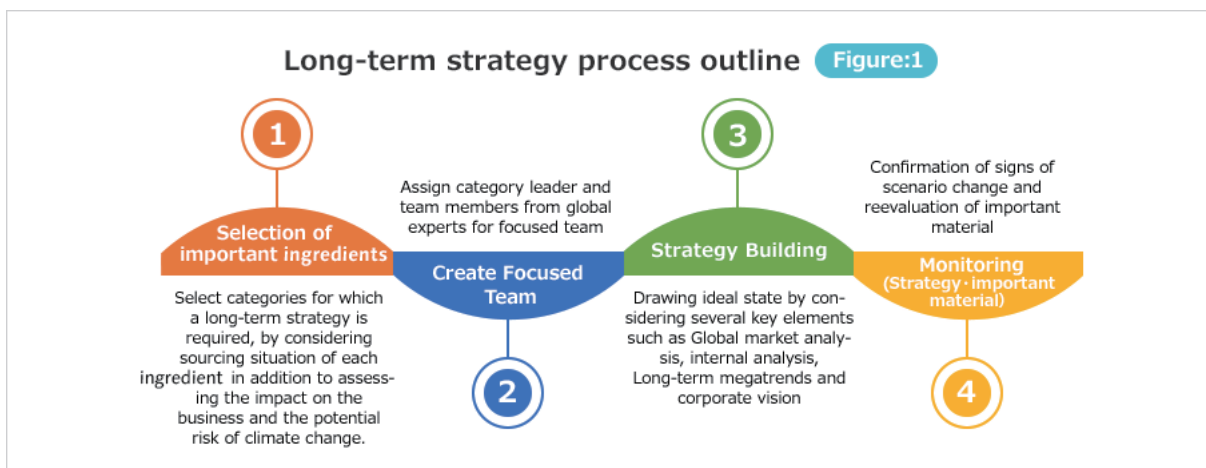 Long-term strategy process outline Figure:1
1
Selection of
important ingredients
Select categories for which
a long-term strategy is
required, by considering
sourcing situation of each
ingredient in addition to assess-
ing the impact on the
business and the potential
risk of climate change.
Assign category leader and
team members from global
experts for focused team
Create Focused
Team
2
3
Strategy Building
Drawing ideal state by con-
sidering several key elements
such as Global market analy-
sis, internal analysis,
Long-term megatrends and
corporate vision
Confirmation of signs of
scenario change and
reevaluation of important
material
Monitoring
(Strategy・important
material)
4